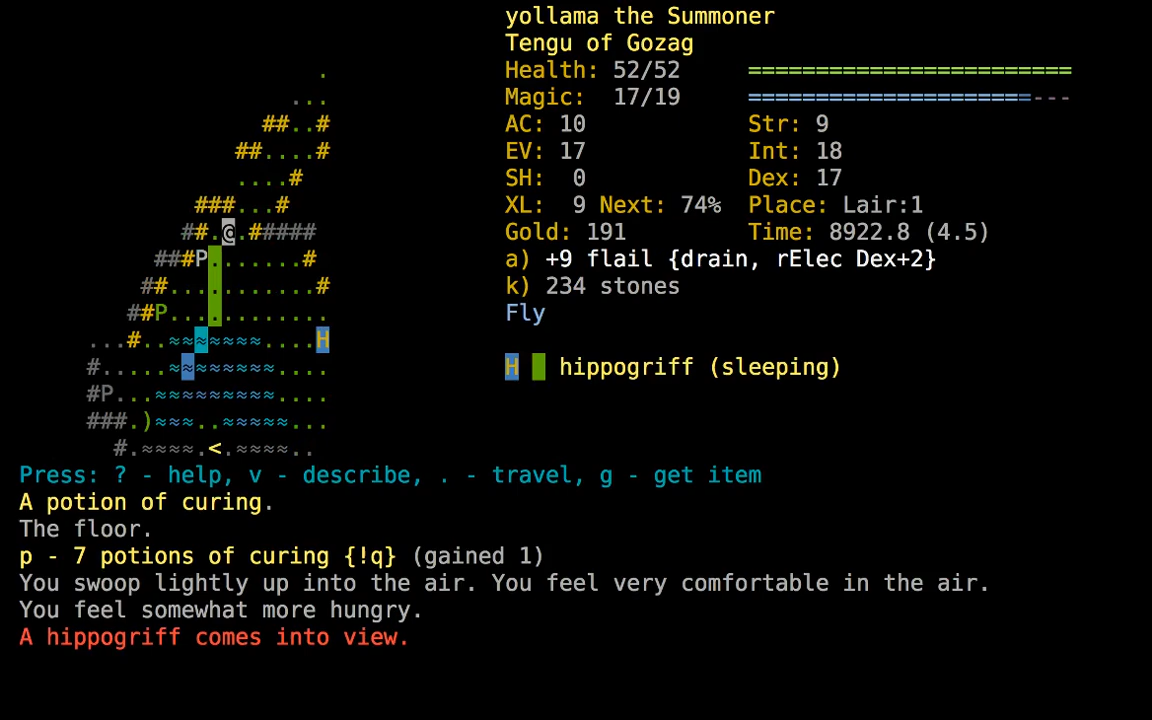 yollama the Summoner
Tengu of Gozag
Health: 52/52 ========================
Magic: 17/19 =====================---
AC: 10 Str: 9
EV: 17 Int: 18
SH: 0 Dex: 17
XL: 9 Next: 74% Place: Lair:1
Gold: 191 Time: 8922.8 (4.5)
a) +9 flail {drain, rElec Dex+2}
k) 234 stones
Fly
H hippogriff (sleeping)
.
...
##..#
##....#
....#
###...#
##.@.#####
###P.......#
##...........#
##P............
...#..≈≈≈≈≈≈≈....H
#.....≈≈≈≈≈≈≈≈....
#P...≈≈≈≈≈≈≈≈≈....
###.)≈≈≈..≈≈≈≈≈...
#.≈≈≈≈.<.≈≈≈≈..
Press: ? - help, v - describe, . - travel, g - get item
A potion of curing.
The floor.
p - 7 potions of curing {!q} (gained 1)
You swoop lightly up into the air. You feel very comfortable in the air.
You feel somewhat more hungry.
A hippogriff comes into view.